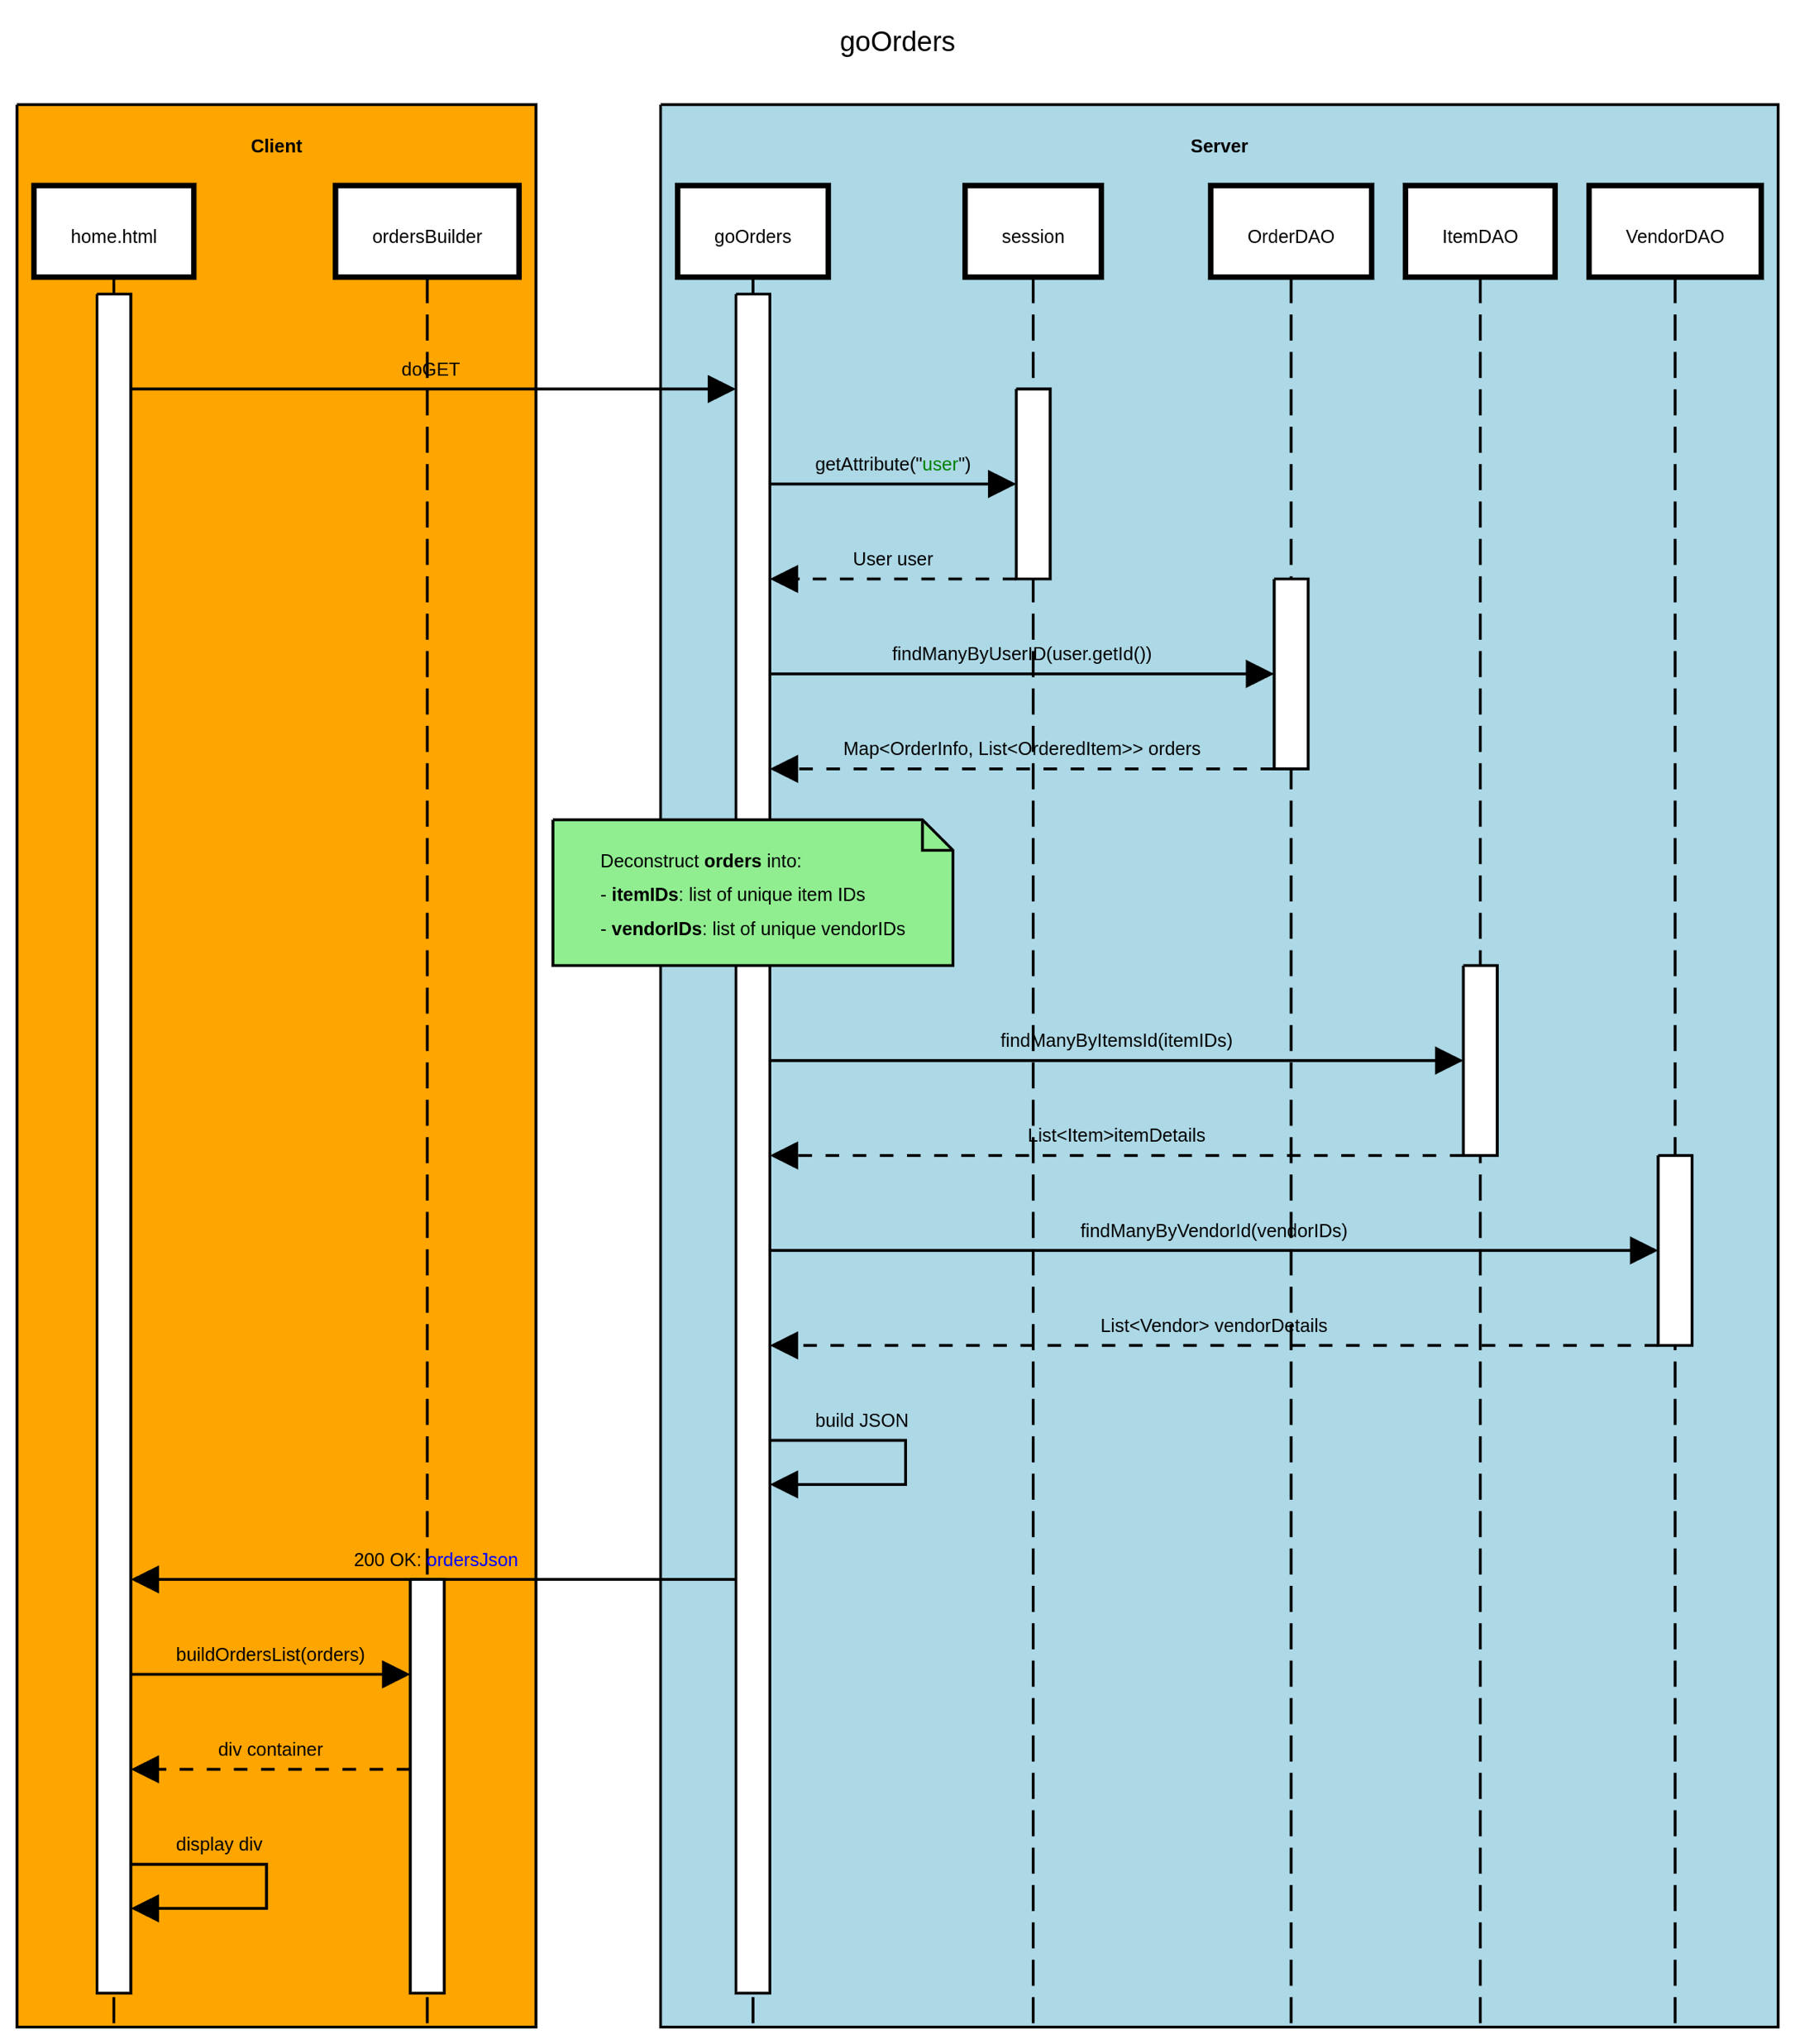 goOrders
Client
Server
home.html
ordersBuilder
goOrders
session
OrderDAO
ItemDAO
VendorDAO
doGET
getAttribute("user")
User user
findManyByUserID(user.getId())
Map<OrderInfo, List<OrderedItem>> orders
Deconstruct orders into:
- itemIDs: list of unique item IDs
- vendorIDs: list of unique vendorIDs
findManyByItemsId(itemIDs)
List<Item>itemDetails
findManyByVendorId(vendorIDs)
List<Vendor> vendorDetails
build JSON
200 OK: ordersJson
buildOrdersList(orders)
div container
display div